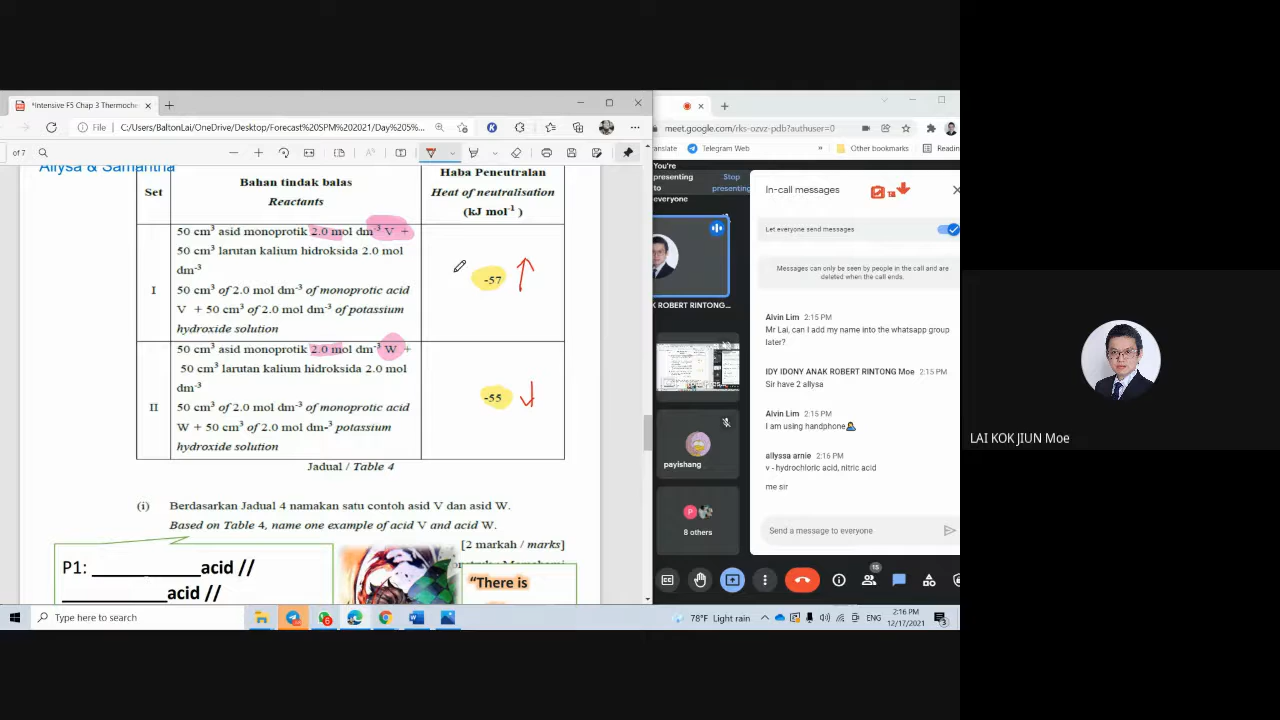 *Intensive F5 Chap 3 Thermoche
File
C:/Users/BaltonLai/OneDrive/Desktop/Forecast%20SPM%202021/Day%205%...
of 7
Allysa & Samantha
Set
Bahan tindak balas
Reactants
Haba Peneutralan
Heat of neutralisation
(kJ mol-1 )
I
50 cm3 asid monoprotik 2.0 mol dm-3 V +
50 cm3 larutan kalium hidroksida 2.0 mol
dm-3
50 cm3 of 2.0 mol dm-3 of monoprotic acid
V + 50 cm3 of 2.0 mol dm-3 of potassium
hydroxide solution
-57
II
50 cm3 asid monoprotik 2.0 mol dm-3 W +
50 cm3 larutan kalium hidroksida 2.0 mol
dm-3
50 cm3 of 2.0 mol dm-3 of monoprotic acid
W + 50 cm3 of 2.0 mol dm-3 potassium
hydroxide solution
-55
Jadual / Table 4
(i) Berdasarkan Jadual 4 namakan satu contoh asid V dan asid W.
Based on Table 4, name one example of acid V and acid W.
[2 markah / marks]
P1: ____________acid //
____________acid //
"There is
Type here to search
78°F Light rain
ENG
2:16 PM
12/17/2021
meet.google.com/rks-ozvz-pdb?authuser=0
anslate
Telegram Web
»
Other bookmarks
Readin
You're
presenting
to
everyone
Stop
presenting
K ROBERT RINTONG...
payishang
P
8 others
In-call messages
Let everyone send messages
Messages can only be seen by people in the call and are
deleted when the call ends.
Alvin Lim 2:15 PM
Mr Lai, can I add my name into the whatsapp group
later?
IDY IDONY ANAK ROBERT RINTONG Moe 2:15 PM
Sir have 2 allysa
Alvin Lim 2:15 PM
I am using handphone
allyssa arnie 2:16 PM
v - hydrochloric acid, nitric acid
me sir
Send a message to everyone
15
LAI KOK JIUN Moe